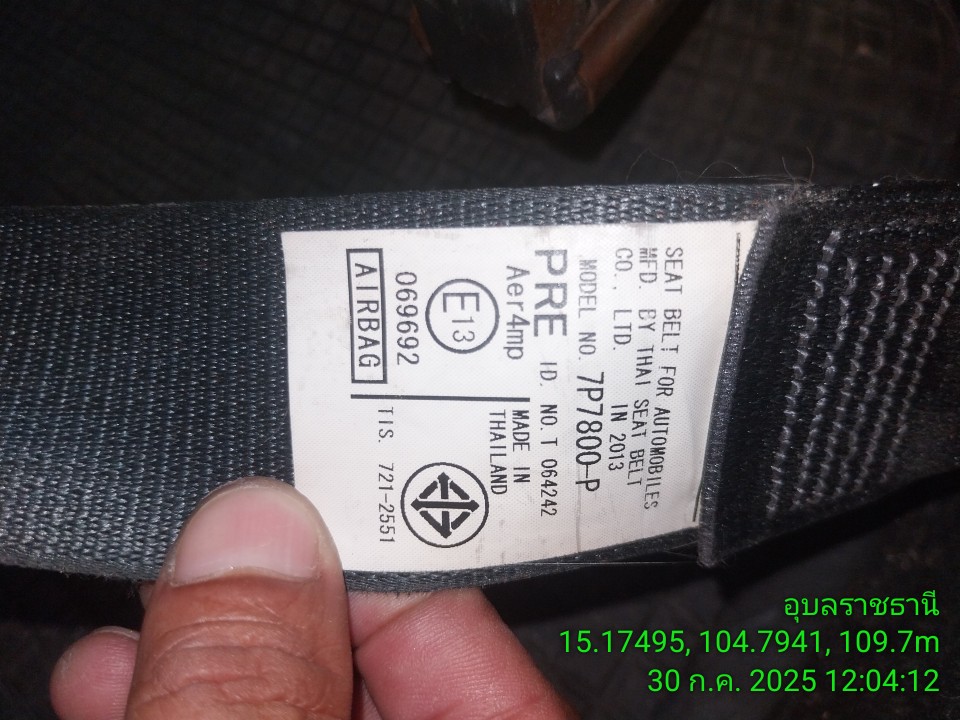 SEAT BELT FOR AUTOMOBILES
MFD. BY THAI SEAT BELT
CO., LTD. IN 2013
MODEL NO. 7P7800-P
PRE ID. NO.T 064242
Aer4mp
E13
069692
AIRBAG
MADE IN
THAILAND
TIS. 721-2551
อุบลราชธานี
15.17495, 104.7941, 109.7m
30 ก.ค. 2025 12:04:12